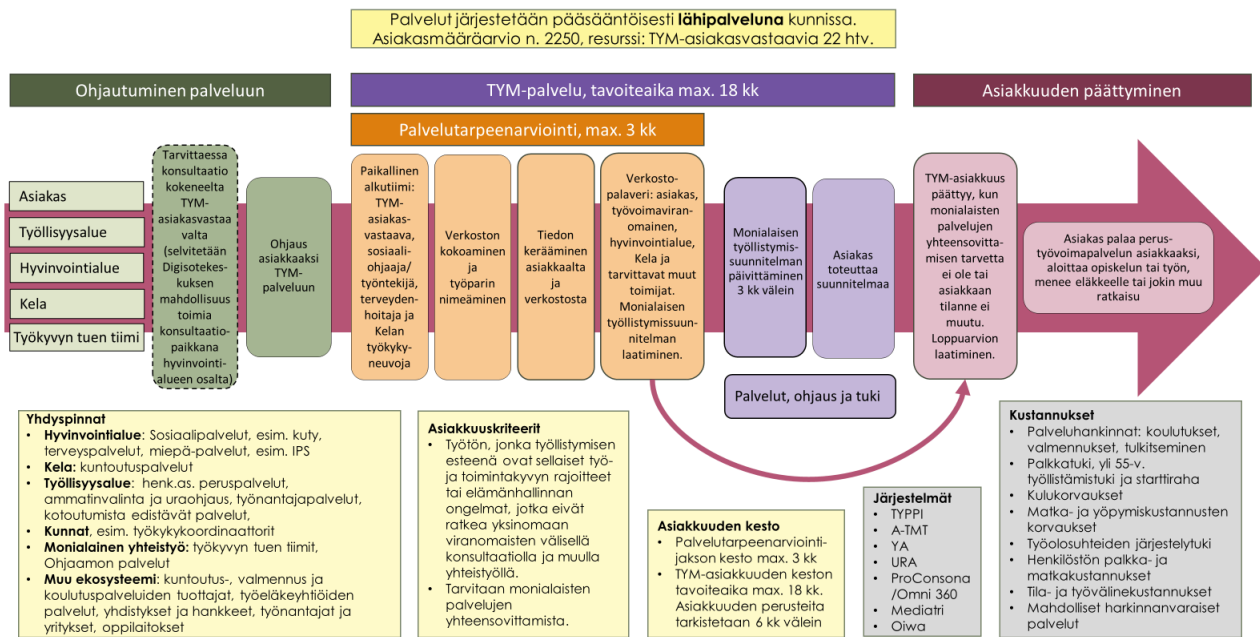 Palvelut järjestetään pääsääntöisesti lähipalveluna kunnissa.
Asiakasmääräarvio n. 2250, resurssi: TYM-asiakasvastaavia 22 htv.
Ohjautuminen palveluun
TYM-palvelu, tavoiteaika max. 18 kk
Asiakkuuden päättyminen
Palvelutarpeenarviointi, max. 3 kk
Asiakas
Työllisyysalue
Hyvinvointialue
Kela
Työkyvyn tuen tiimi
Tarvittaessa
konsultaatio
kokeneelta
TYM-
asiakasvastaa
valta
(selvitetään
Digisotekes-
kuksen
mahdollisuus
toimia
konsultaatio-
paikkana
hyvinvointi-
alueen osalta)
Ohjaus
asiakkaaksi
TYM-
palveluun
Paikallinen
alkutiimi:
TYM-
asiakas-
vastaava,
sosiaali-
ohjaaja/
työntekijä,
terveyden-
hoitaja ja
Kelan
työkyky-
neuvoja
Verkoston
kokoaminen
ja
työparin
nimeäminen
Tiedon
kerääminen
asiakkaalta
ja
verkostosta
Verkosto-
palaveri: asiakas,
työvoimaviran-
omainen,
hyvinvointialue,
Kela ja
tarvittavat muut
toimijat.
Monialaisen
työllistymissuun-
nitelman
laatiminen.
Monialaisen
työllistymis-
suunnitelman
päivittäminen
3 kk välein
Asiakas
toteuttaa
suunnitelmaa
Palvelut, ohjaus ja tuki
TYM-asiakkuus
päättyy, kun
monialaisten
palvelujen
yhteensovitta-
misen tarvetta
ei ole tai
asiakkaan
tilanne ei
muutu.
Loppuarvion
laatiminen.
Asiakas palaa perus-
työvoimapalvelun asiakkaaksi,
aloittaa opiskelun tai työn,
menee eläkkeelle tai jokin muu
ratkaisu
Yhdyspinnat
• Hyvinvointialue: Sosiaalipalvelut, esim. kuty,
terveyspalvelut, miepä-palvelut, esim. IPS
• Kela: kuntoutuspalvelut
• Työllisyysalue: henk.as. peruspalvelut,
ammatinvalinta ja uraohjaus, työnantajapalvelut,
kotoutumista edistävät palvelut,
• Kunnat, esim. työkykykoordinaattorit
• Monialainen yhteistyö: työkyvyn tuen tiimit,
Ohjaamon palvelut
• Muu ekosysteemi: kuntoutus-, valmennus ja
koulutuspalveluiden tuottajat, työeläkeyhtiöiden
palvelut, yhdistykset ja hankkeet, työnantajat ja
yritykset, oppilaitokset
Asiakkuuskriteerit
• Työtön, jonka työllistymisen
esteenä ovat sellaiset työ-
ja toimintakyvyn rajoitteet
tai elämänhallinnan
ongelmat, jotka eivät
ratkea yksinomaan
viranomaisten välisellä
konsultaatiolla ja muulla
yhteistyöllä.
• Tarvitaan monialaisten
palvelujen
yhteensovittamista.
Asiakkuuden kesto
• Palvelutarpeenarviointi-
jakson kesto max. 3 kk
• TYM-asiakkuuden keston
tavoiteaika max. 18 kk.
Asiakkuuden perusteita
tarkistetaan 6 kk välein
Järjestelmät
• TYPPI
• A-TMT
• YA
• URA
• ProConsona
/Omni 360
• Mediatri
• Oiwa
Kustannukset
• Palveluhankinnat: koulutukset,
valmennukset, tulkitseminen
• Palkkatuki, yli 55-v.
työllistämistuki ja starttiraha
• Kulukorvaukset
• Matka- ja yöpymiskustannusten
korvaukset
• Työolosuhteiden järjestelytuki
• Henkilöstön palkka- ja
matkakustannukset
• Tila- ja työvälinekustannukset
• Mahdolliset harkinnanvaraiset
palvelut